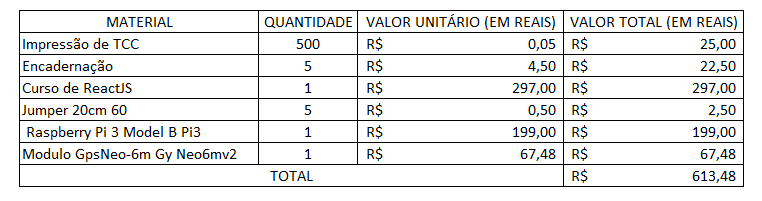 MATERIAL QUANTIDADE VALOR UNITÁRIO (EM REAIS) VALOR TOTAL (EM REAIS)
Impressão de TCC 500 R$ 0,05 R$ 25,00
Encadernação 5 R$ 4,50 R$ 22,50
Curso de ReactJS 1 R$ 297,00 R$ 297,00
Jumper 20cm 60 5 R$ 0,50 R$ 2,50
Raspberry Pi 3 Model B Pi3 1 R$ 199,00 R$ 199,00
Modulo GpsNeo-6m Gy Neo6mv2 1 R$ 67,48 R$ 67,48
TOTAL R$ 613,48